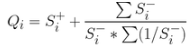 $Q_i = S_i^+ + \frac{\sum S_i^-}{S_i^- * \sum (1/S_i^-)}$